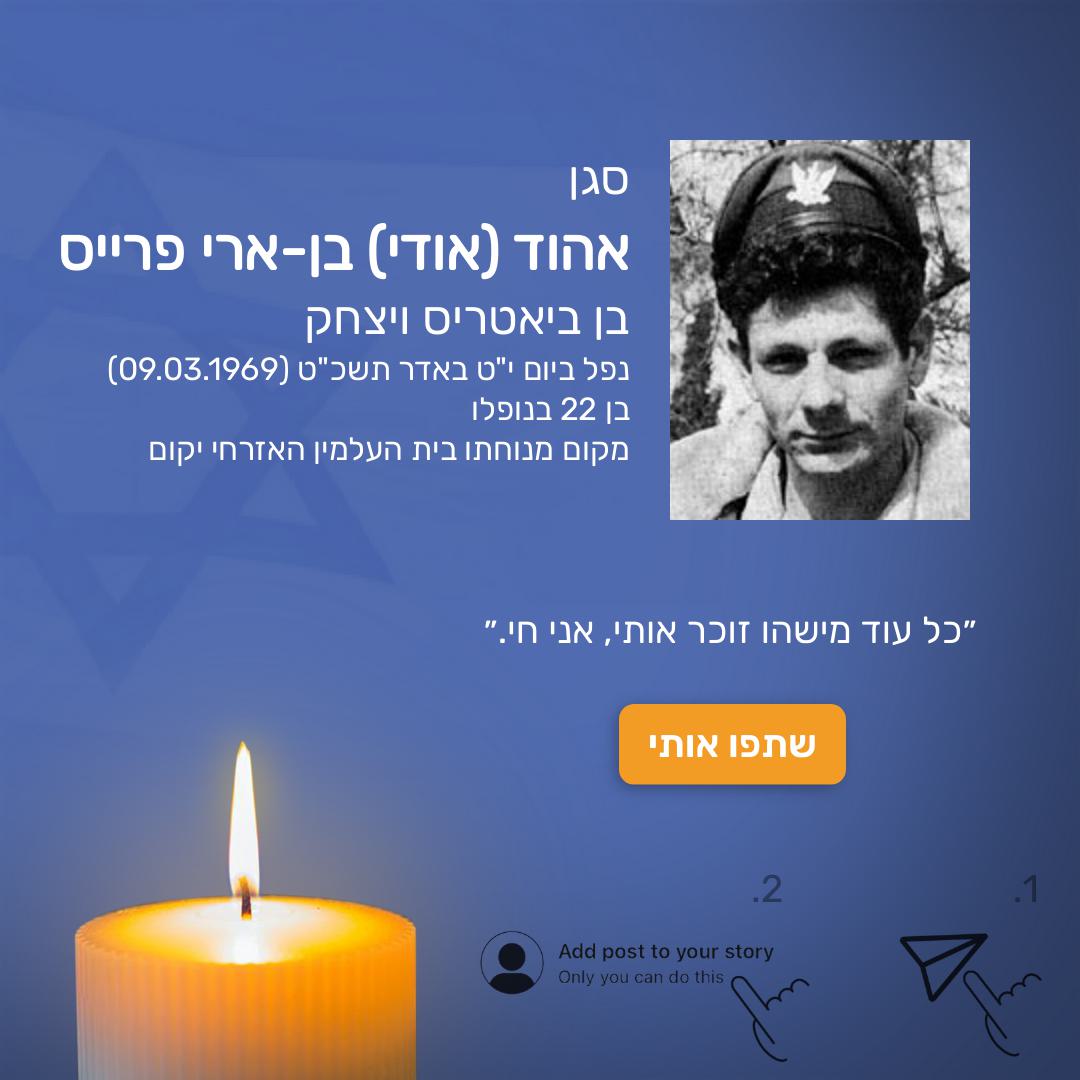 סגן
אהוד (אודי) בן-ארי פרייס
בן ביאטריס ויצחק
נפל ביום י"ט באדר תשכ"ט (09.03.1969)
בן 22 בנופלו
מקום מנוחתו בית העלמין האזרחי יקום
״כל עוד מישהו זוכר אותי, אני חי.״
שתפו אותי
1.
2.
Add post to your story
Only you can do this